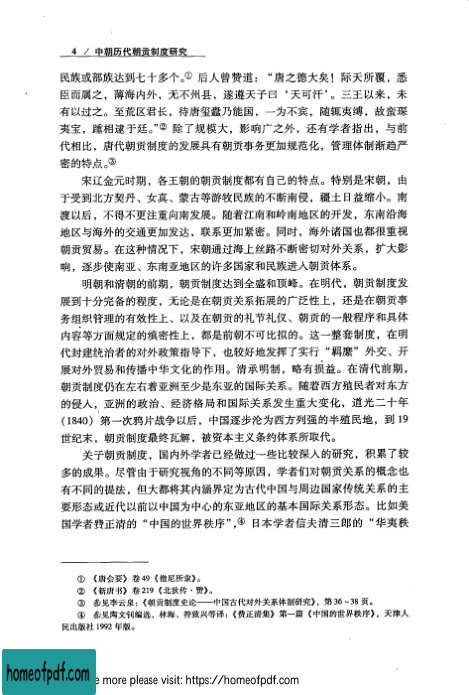 4 / 中朝历代朝贡制度研究
民族或部族达到七十多个。① 后人曾赞道：“唐之德大矣！际天所覆，悉
臣而属之，薄海内外，无不州县，遂遵天子曰‘天可汗’。三王以来，未
有以过之。至荒区君长，待唐玺纛乃能国，一为不宾，随辄夷缚，故蛮琛
夷宝，踵相逮于廷。”② 除了规模大，影响广之外，还有学者指出，与前
代相比，唐代朝贡制度的发展具有朝贡事务更加规范化，管理体制渐趋严
密的特点。③
宋辽金元时期，各王朝的朝贡制度都有自己的特点。特别是宋朝，由
于受到北方契丹、女真、蒙古等游牧民族的不断南侵，疆土日益缩小。南
渡以后，不得不更注重向南发展。随着江南和岭南地区的开发，东南沿海
地区与海外的交通更加发达，联系更加紧密。同时，海外诸国也都很重视
朝贡贸易。在这种情况下，宋朝通过海上丝路不断密切对外关系，扩大影
响，逐步使南亚、东南亚地区的许多国家和民族进入朝贡体系。
明朝和清朝的前期，朝贡制度达到全盛和顶峰。在明代，朝贡制度发
展到十分完备的程度，无论是在朝贡关系拓展的广泛性上，还是在朝贡事
务组织管理的有效性上、以及在朝贡的礼节礼仪、朝贡的一般程序和具体
内容等方面规定的缜密性上，都是前朝不可比拟的。这一整套制度，在明
代封建统治者的对外政策指导下，也较好地发挥了实行“羁縻”外交、开
展对外贸易和传播中华文化的作用。清承明制，略有损益。在清代前期，
朝贡制度仍在左右着亚洲至少是东亚的国际关系。随着西方殖民者对东方
的侵入，亚洲的政治、经济格局和国际关系发生重大变化，道光二十年
(1840) 第一次鸦片战争以后，中国逐步沦为西方列强的半殖民地，到 19
世纪末，朝贡制度最终瓦解，被资本主义条约体系所取代。
关于朝贡制度，国内外学者已经做过一些比较深入的研究，积累了较
多的成果。尽管由于研究视角的不同等原因，学者们对朝贡关系的概念也
有不同的提法，但大都将其内涵界定为古代中国与周边国家传统关系的主
要形态或近代以前以中国为中心的东亚地区的基本国际关系形态。比如美
国学者费正清的“中国的世界秩序”，④ 日本学者信夫清三郎的“华夷秩
① 《唐会要》卷 49《僧尼所隶》。
② 《新唐书》卷 219《北狄传·赞》。
③ 参见李云泉：《朝贡制度史论——中国古代对外关系体制研究》，第 36－38 页。
④ 参见陶文钊编选，林海、符致兴等译：《费正清集》第一篇《中国的世界秩序》，天津人
民出版社 1992 年版。
homeofpdf.com
e more please visit: https://homeofpdf.com